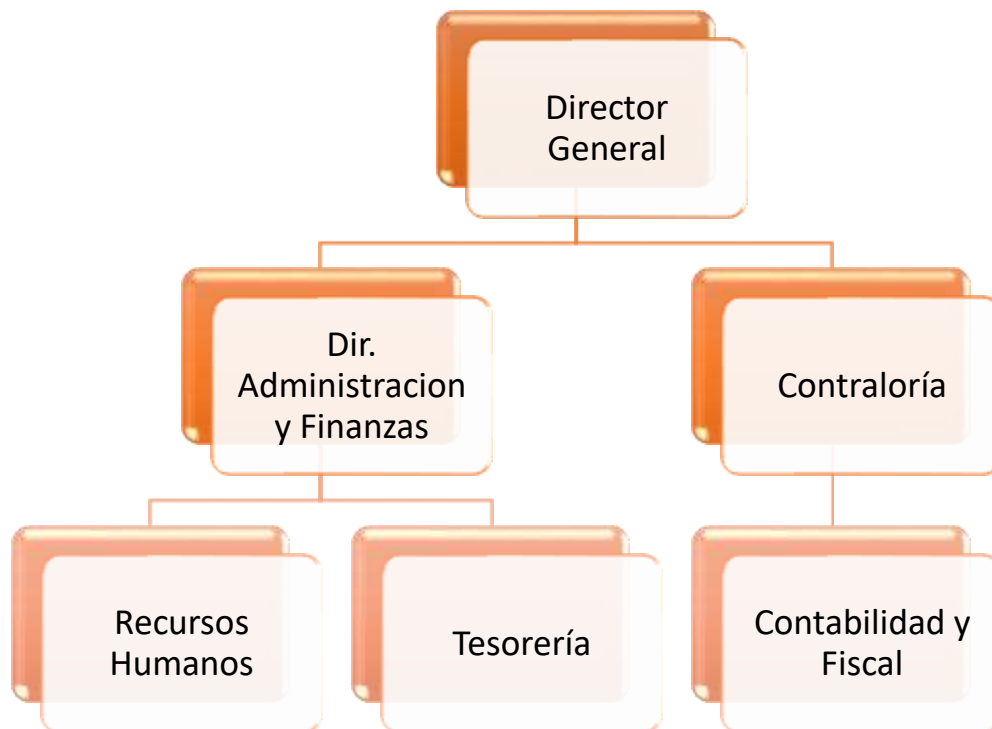 Director
General
Dir.
Administracion
y Finanzas
Contraloría
Recursos
Humanos
Tesorería
Contabilidad y
Fiscal